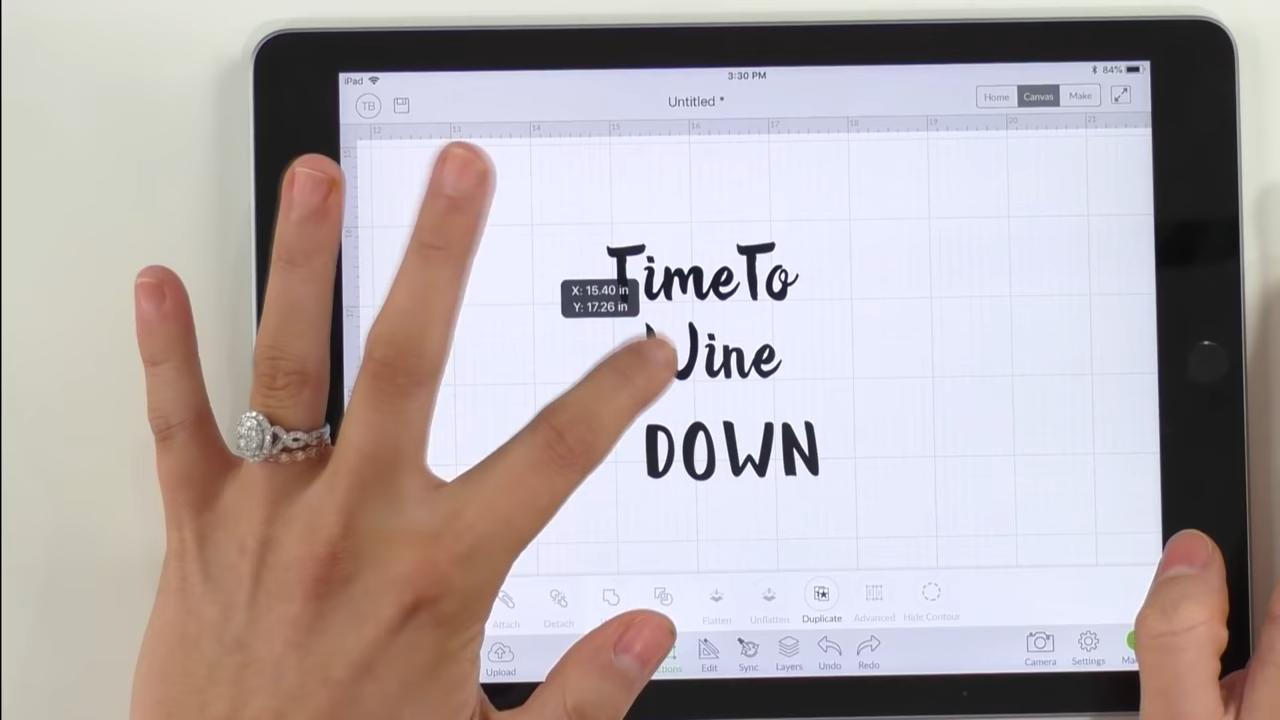 iPad 3:30 PM 84%
TB Untitled * Home Canvas Make
12 13 14 15 16 17 18 19 20 21
TimeTo
X: 15.40 in
Y: 17.26 in
Wine
DOWN
Attach Detach Flatten Unflatten Duplicate Advanced Hide Contour
Upload Edit Sync Layers Undo Redo Camera Settings